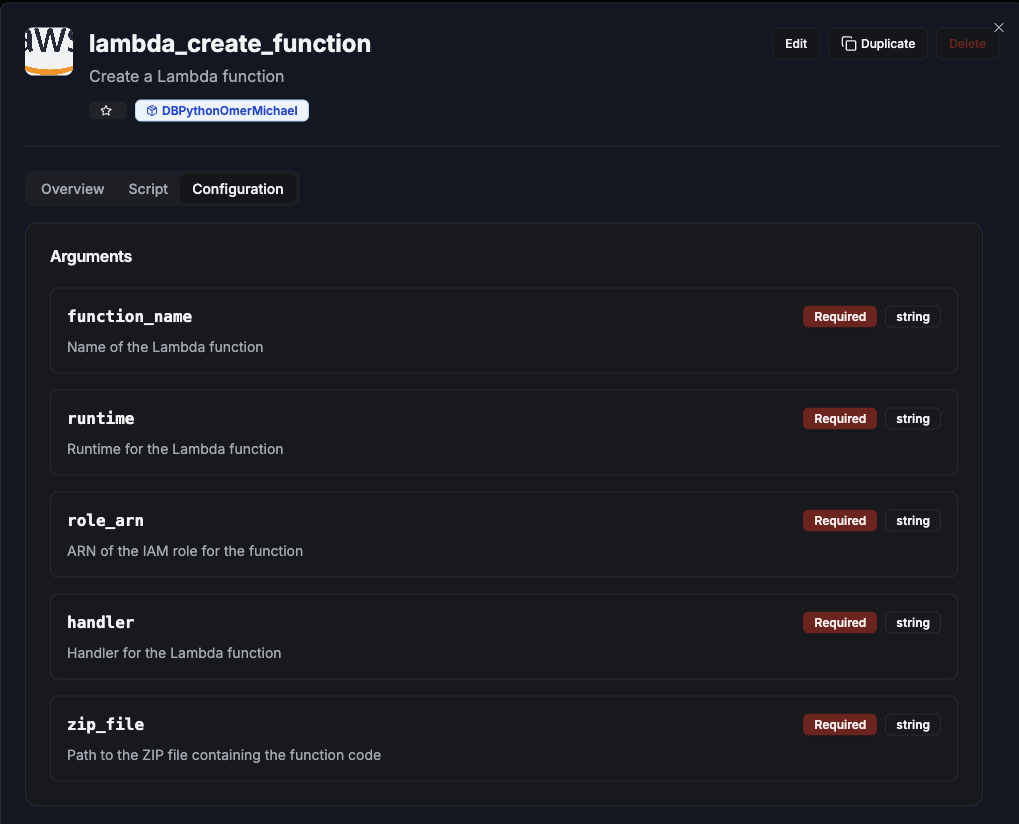 lambda_create_function
Edit
Duplicate
Delete
Create a Lambda function
DBPythonOmerMichael
Overview
Script
Configuration
Arguments
function_name
Required
string
Name of the Lambda function
runtime
Required
string
Runtime for the Lambda function
role_arn
Required
string
ARN of the IAM role for the function
handler
Required
string
Handler for the Lambda function
zip_file
Required
string
Path to the ZIP file containing the function code